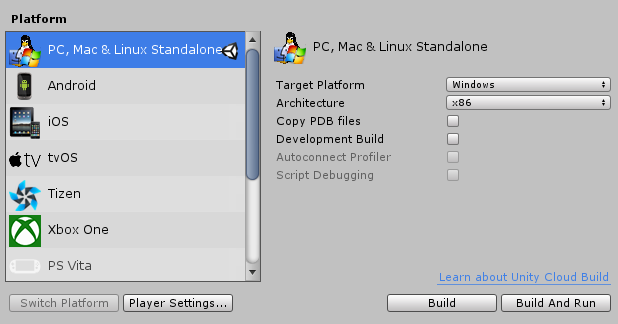 Platform
PC, Mac & Linux Standalone
Android
iOS
tv tvOS
Tizen
Xbox One
PS Vita
Switch Platform
Player Settings...
PC, Mac & Linux Standalone
Target Platform Windows
Architecture x86
Copy PDB files
Development Build
Autoconnect Profiler
Script Debugging
Learn about Unity Cloud Build
Build
Build And Run